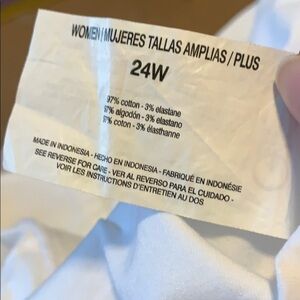 WOMEN/MUJERES TALLAS AMPLIAS / PLUS
24W
97% cotton - 3% elastane
97% algodón - 3% elastano
97% coton - 3% élasthanne
MADE IN INDONESIA - HECHO EN INDONESIA - FABRIQUÉ EN INDONÉSIE
SEE REVERSE FOR CARE - VER AL REVERSO PARA EL CUIDADO -
VOIR LES INSTRUCTIONS D'ENTRETIEN AU DOS